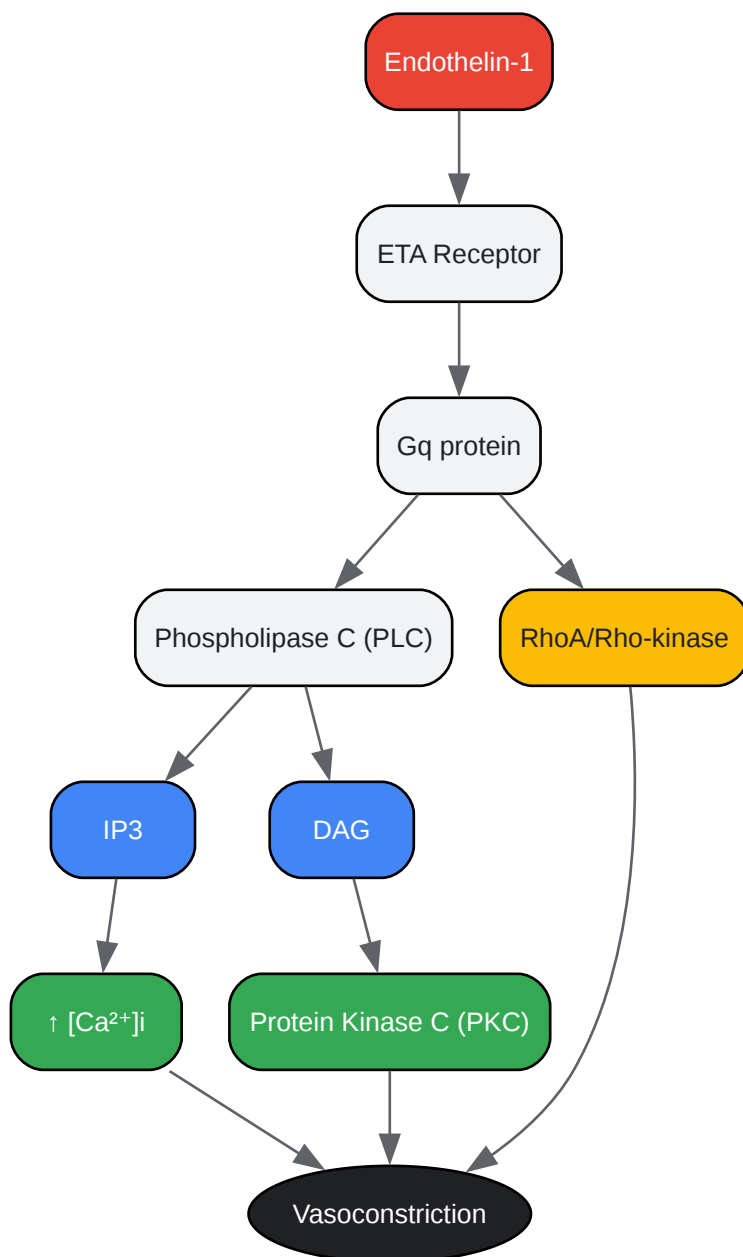 Endothelin-1
ETA Receptor
Gq protein
Phospholipase C (PLC)
RhoA/Rho-kinase
IP3
DAG
↑ [Ca²⁺]i
Protein Kinase C (PKC)
Vasoconstriction